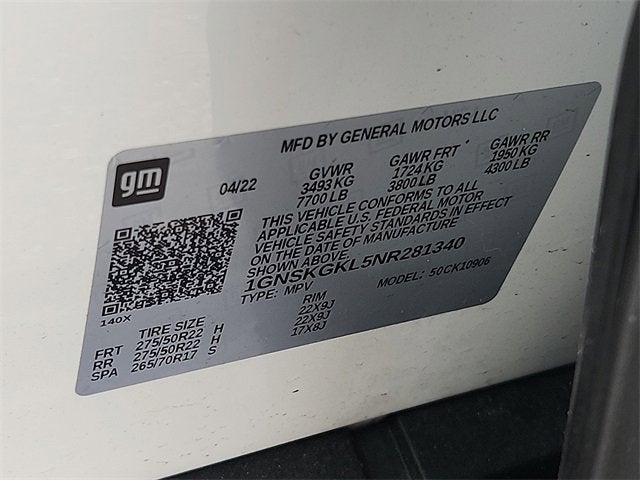 MFD BY GENERAL MOTORS LLC
gm
04/22
GVWR GAWR FRT GAWR RR
3493 KG 1724 KG 1950 KG
7700 LB 3800 LB 4300 LB
THIS VEHICLE CONFORMS TO ALL
APPLICABLE U.S. FEDERAL MOTOR
VEHICLE SAFETY STANDARDS IN EFFECT
ON THE DATE OF MANUFACTURE
SHOWN ABOVE.
1GNSKGKL5NR281340
TYPE: MPV MODEL: 50CK10906
140X
TIRE SIZE RIM
FRT 275/50R22 H 22X9J
RR 275/50R22 H 22X9J
SPA 265/70R17 S 17X8J